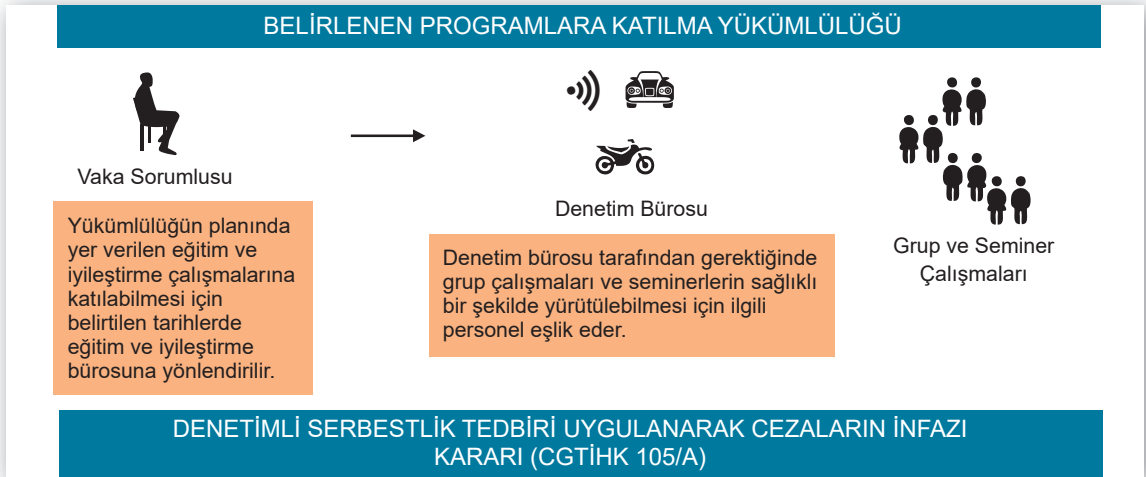 BELİRLENEN PROGRAMLARA KATILMA YÜKÜMLÜLÜĞÜ
Vaka Sorumlusu
Yükümlülüğün planında
yer verilen eğitim ve
iyileştirme çalışmalarına
katılabilmesi için
belirtilen tarihlerde
eğitim ve iyileştirme
bürosuna yönlendirilir.
Denetim Bürosu
Denetim bürosu tarafından gerektiğinde
grup çalışmaları ve seminerlerin sağlıklı
bir şekilde yürütülebilmesi için ilgili
personel eşlik eder.
Grup ve Seminer
Çalışmaları
DENETİMLİ SERBESTLİK TEDBİRİ UYGULANARAK CEZALARIN İNFAZI
KARARI (CGTİHK 105/A)